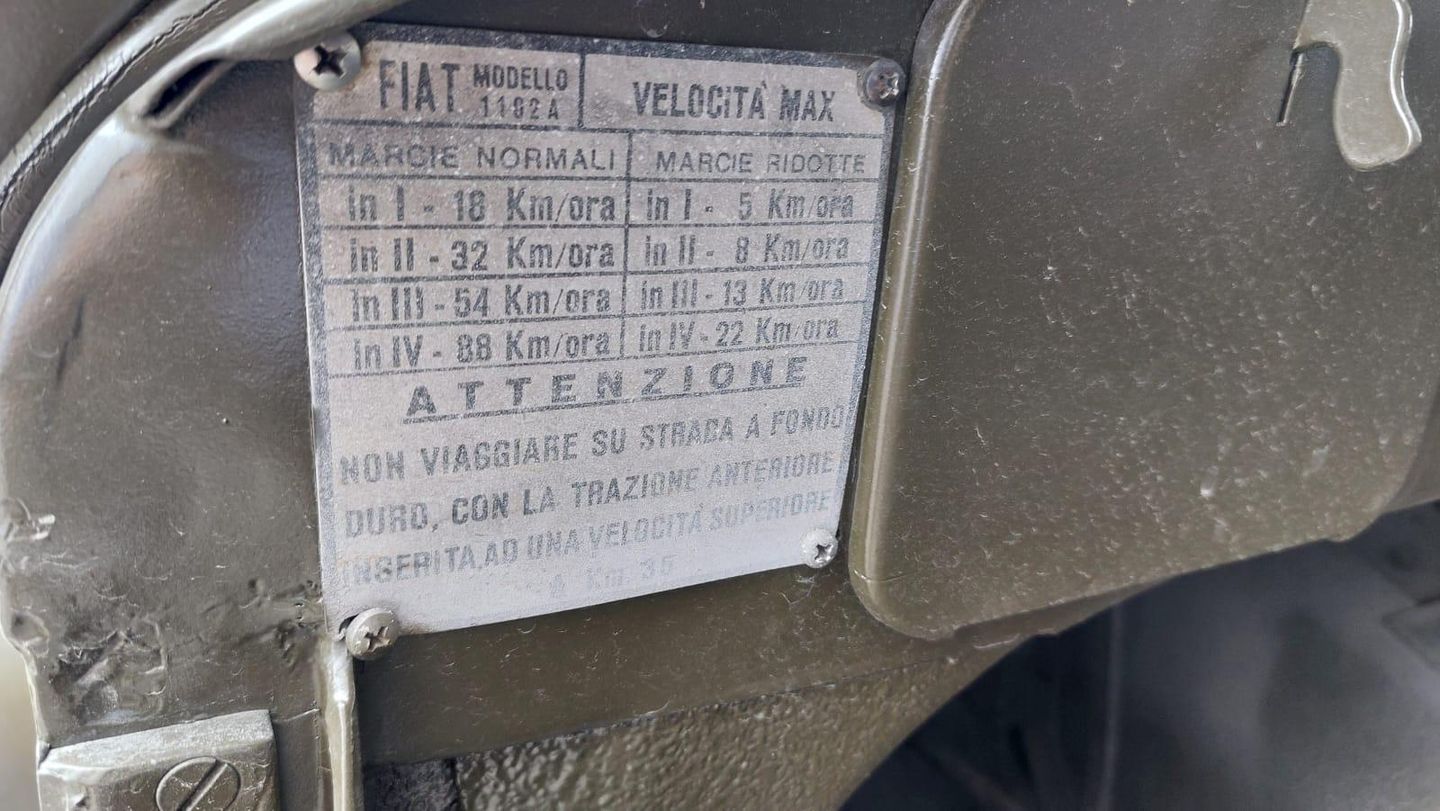 FIAT MODELLO 1102A VELOCITÀ MAX
MARCIE NORMALI MARCIE RIDOTTE
in I - 18 Km/ora in I - 5 Km/ora
in II - 32 Km/ora in II - 8 Km/ora
in III - 54 Km/ora in III - 13 Km/ora
in IV - 88 Km/ora in IV - 22 Km/ora
ATTENZIONE
NON VIAGGIARE SU STRADA A FONDO
DURO, CON LA TRAZIONE ANTERIORE
INSERITA, AD UNA VELOCITÀ SUPERIORE
A Km. 35